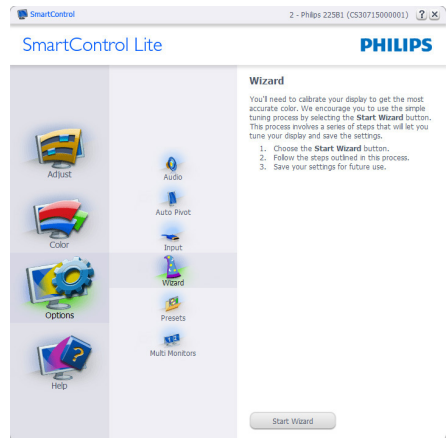 SmartControl
2 - Philips 225B1 (CS30715000001) ? X
SmartControl Lite
PHILIPS
Adjust
Color
Options
Help
Audio
Auto Pivot
Input
Wizard
Presets
Multi Monitors
Wizard
You'll need to calibrate your display to get the most
accurate color. We encourage you to use the simple
tuning process by selecting the Start Wizard button.
This process involves a series of steps that will let you
tune your display and save the settings.
1. Choose the Start Wizard button.
2. Follow the steps outlined in this process.
3. Save your settings for future use.
Start Wizard